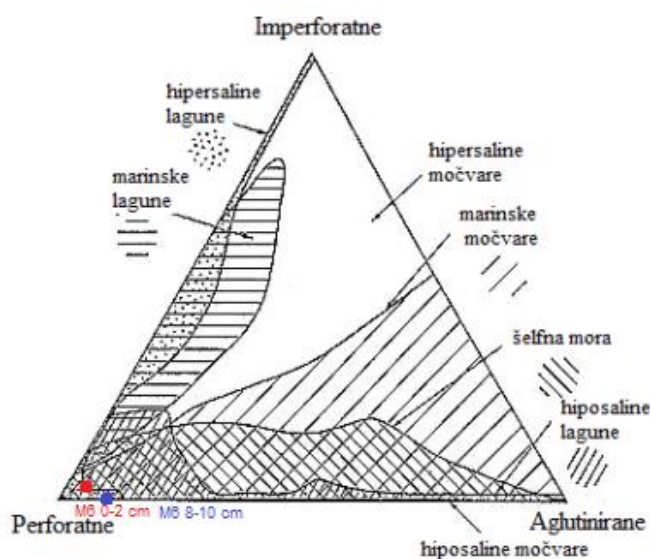 Imperforatne
hipersaline
lagune
marinske
lagune
hipersaline
močvare
marinske
močvare
šelfna mora
hiposaline
lagune
M6 0-2 cm
M6 8-10 cm
Perforatne
Aglutinirane
hiposaline močvare